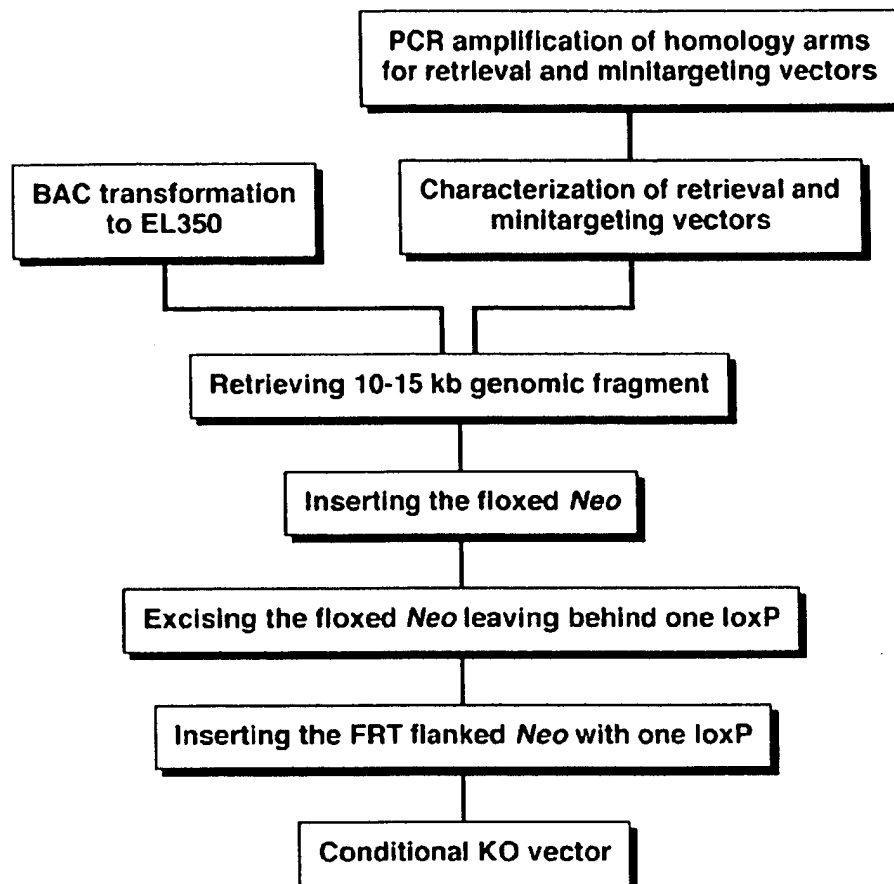 PCR amplification of homology arms
for retrieval and minitargeting vectors
BAC transformation
to EL350
Characterization of retrieval and
minitargeting vectors
Retrieving 10-15 kb genomic fragment
Inserting the floxed Neo
Excising the floxed Neo leaving behind one loxP
Inserting the FRT flanked Neo with one loxP
Conditional KO vector